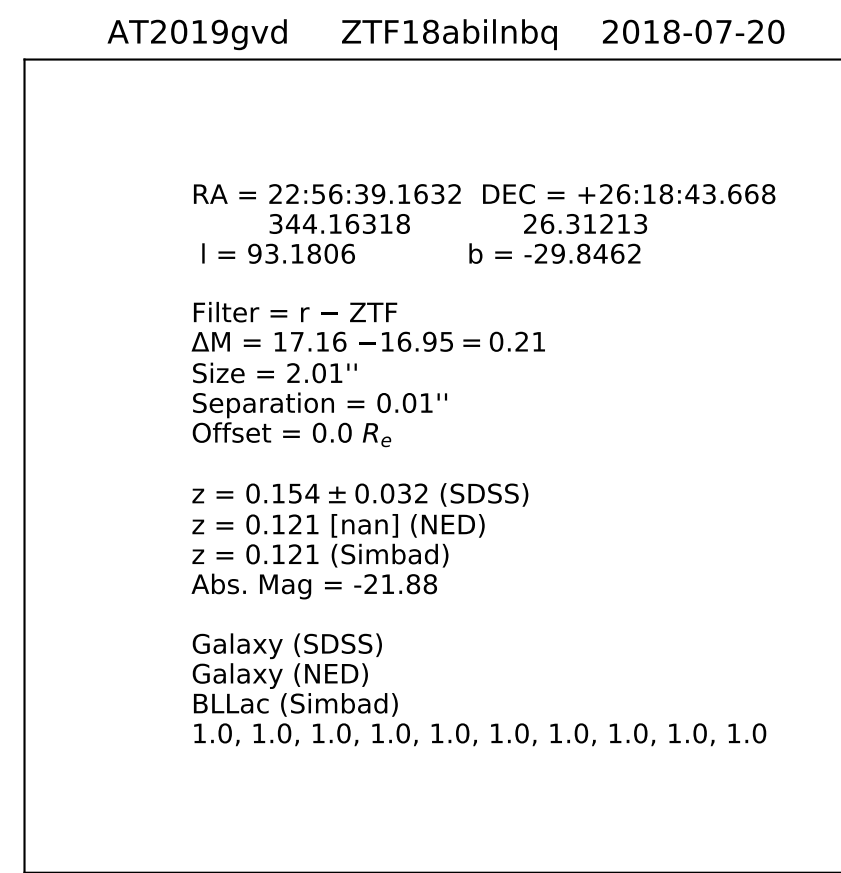 AT2019gvd ZTF18abilnbq 2018-07-20
RA = 22:56:39.1632 DEC = +26:18:43.668
344.16318 26.31213
l = 93.1806 b = -29.8462
Filter = r − ZTF
ΔM = 17.16 −16.95 = 0.21
Size = 2.01''
Separation = 0.01''
Offset = 0.0 Rₑ
z = 0.154 ± 0.032 (SDSS)
z = 0.121 [nan] (NED)
z = 0.121 (Simbad)
Abs. Mag = -21.88
Galaxy (SDSS)
Galaxy (NED)
BLLac (Simbad)
1.0, 1.0, 1.0, 1.0, 1.0, 1.0, 1.0, 1.0, 1.0, 1.0